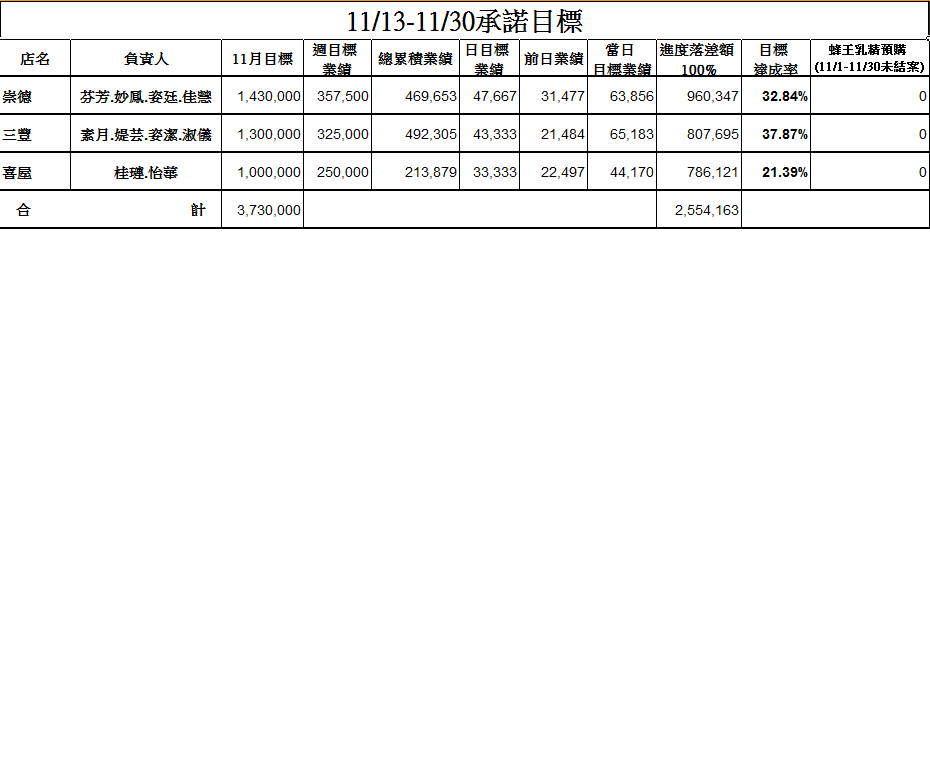 11/13-11/30承諾目標
店名 負責人 11月目標 週目標業績 總累積業績 日目標業績 前日業績 當日目標業績 進度落差額100% 目標達成率 蜂王乳精預購(11/1-11/30未結案)
崇德 芬芳.妙鳳.姿廷.佳慧 1,430,000 357,500 469,653 47,667 31,477 63,856 960,347 32.84% 0
三豐 素月.媞芸.姿潔.淑儀 1,300,000 325,000 492,305 43,333 21,484 65,183 807,695 37.87% 0
喜屋 桂璉.怡華 1,000,000 250,000 213,879 33,333 22,497 44,170 786,121 21.39% 0
合 計 3,730,000 2,554,163